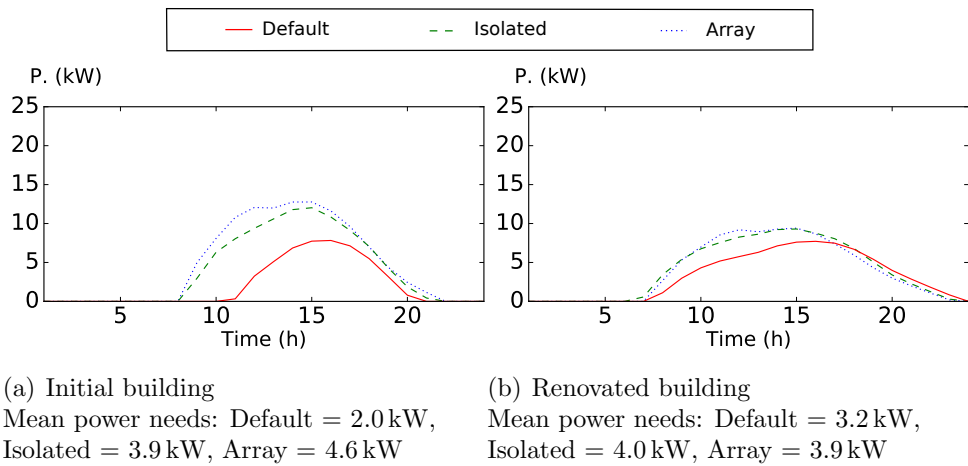 Default Isolated Array
P. (kW) P. (kW)
25 25
20 20
15 15
10 10
5 5
0 0
5 10 15 20 5 10 15 20
Time (h) Time (h)
(a) Initial building
Mean power needs: Default = 2.0 kW,
Isolated = 3.9 kW, Array = 4.6 kW
(b) Renovated building
Mean power needs: Default = 3.2 kW,
Isolated = 4.0 kW, Array = 3.9 kW